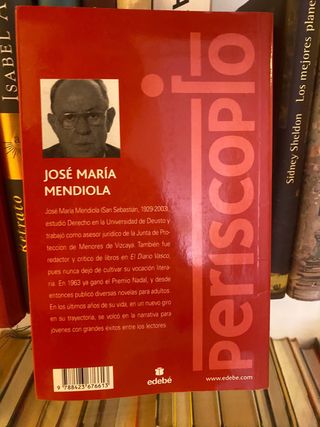 periscopio
JOSÉ MARÍA
MENDIOLA
José María Mendiola (San Sebastián, 1929-2003)
estudió Derecho en la Universidad de Deusto y
trabajó como asesor jurídico de la Junta de Pro-
tección de Menores de Vizcaya. También fue
redactor y crítico de libros en El Diario Vasco,
pues nunca dejó de cultivar su vocación litera-
ria. En 1963 ya ganó el Premio Nadal, y desde
entonces publicó diversas novelas para adultos.
En los últimos años de su vida, en un nuevo giro
en su trayectoria, se volcó en la narrativa para
jóvenes con grandes éxitos entre los lectores
9 788423 676613
edebé
www.edebe.com
ISABEL A
Retrato
Sidney Sheldon
Los mejores plane